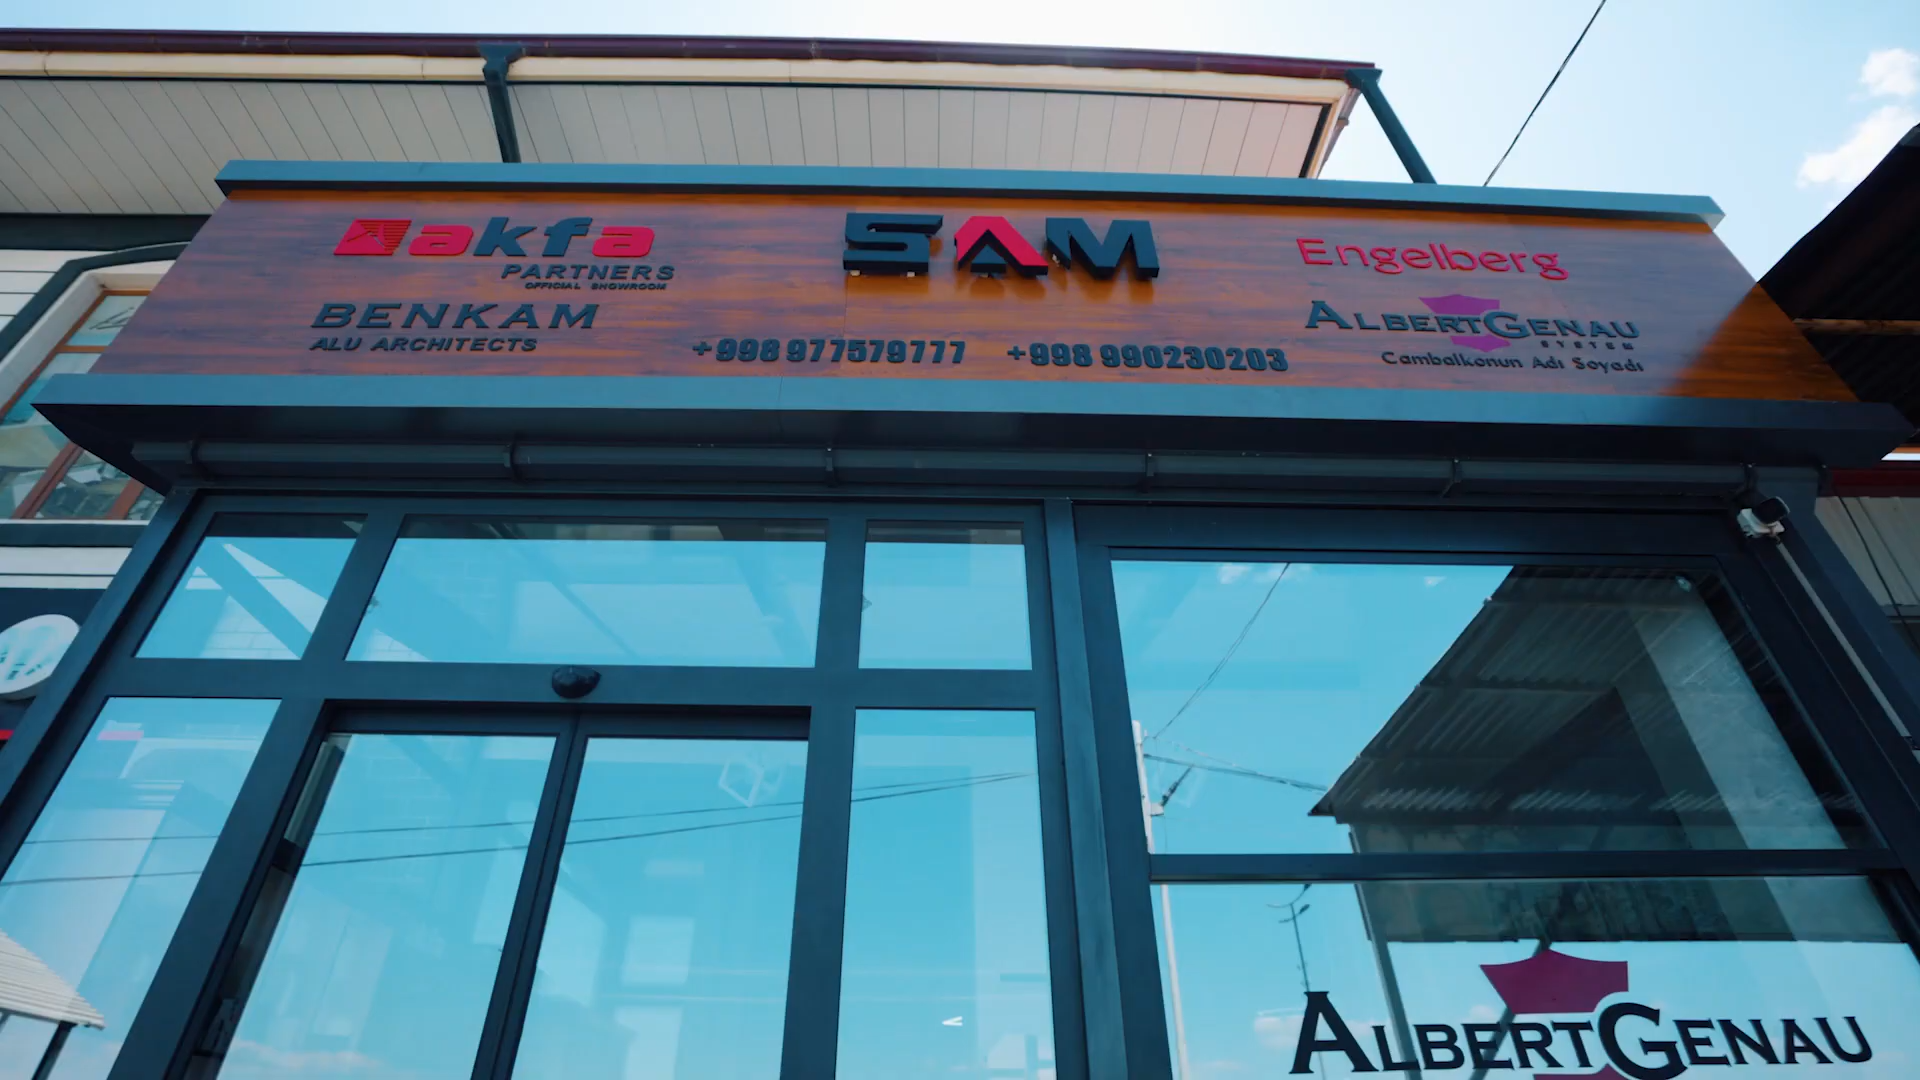 akfa
PARTNERS
OFFICIAL SHOWROOM
BENKAM
ALU ARCHITECTS
SAM
+998 977579777 +998 990230203
Engelberg
ALBERTGENAU
SYSTEM
Cambalkonun Adı Soyadı
ALBERTGENAU